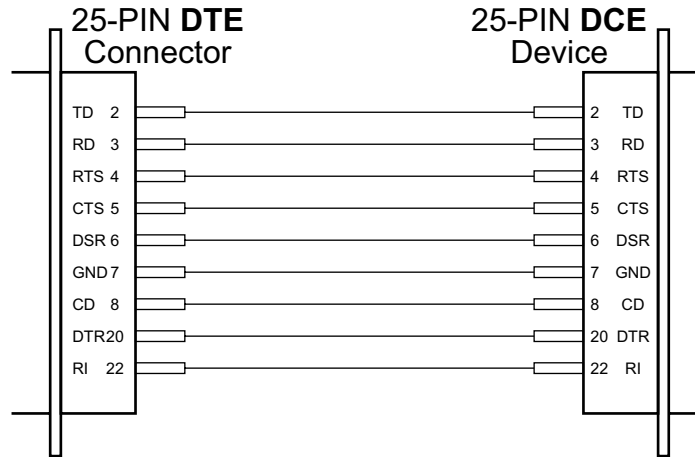 25-PIN DTE
Connector
25-PIN DCE
Device
TD 2
2 TD
RD 3
3 RD
RTS 4
4 RTS
CTS 5
5 CTS
DSR 6
6 DSR
GND 7
7 GND
CD 8
8 CD
DTR 20
20 DTR
RI 22
22 RI